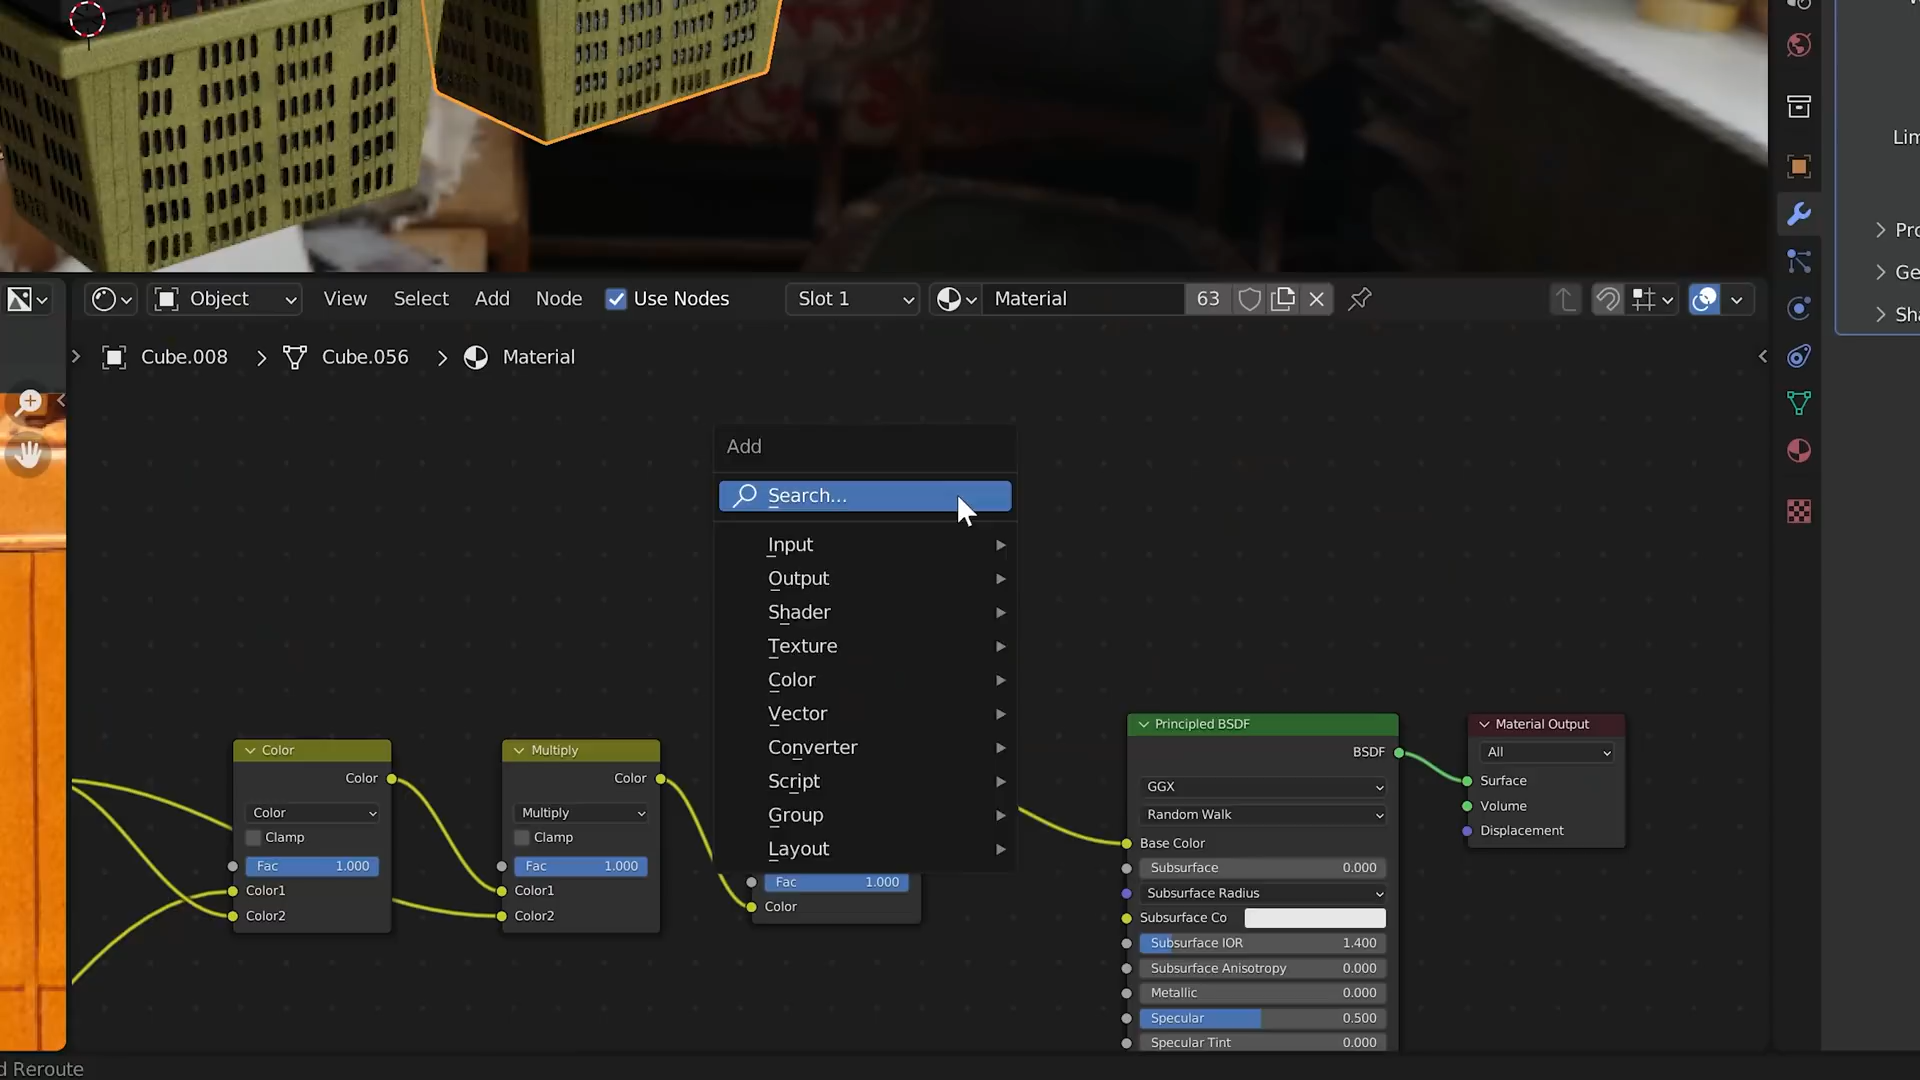 Object
View
Select
Add
Node
Use Nodes
Slot 1
Material
63
Cube.008 > Cube.056 > Material
Lim
Pro
Ge
Sha
Add
Search...
Input
Output
Shader
Texture
Color
Vector
Converter
Script
Group
Layout
Color
Color
Color
Clamp
Fac 1.000
Color1
Color2
Multiply
Color
Multiply
Clamp
Fac 1.000
Color1
Color2
Fac 1.000
Color
Principled BSDF
BSDF
GGX
Random Walk
Base Color
Subsurface 0.000
Subsurface Radius
Subsurface Co
Subsurface IOR 1.400
Subsurface Anisotropy 0.000
Metallic 0.000
Specular 0.500
Specular Tint 0.000
Material Output
All
Surface
Volume
Displacement
d Reroute